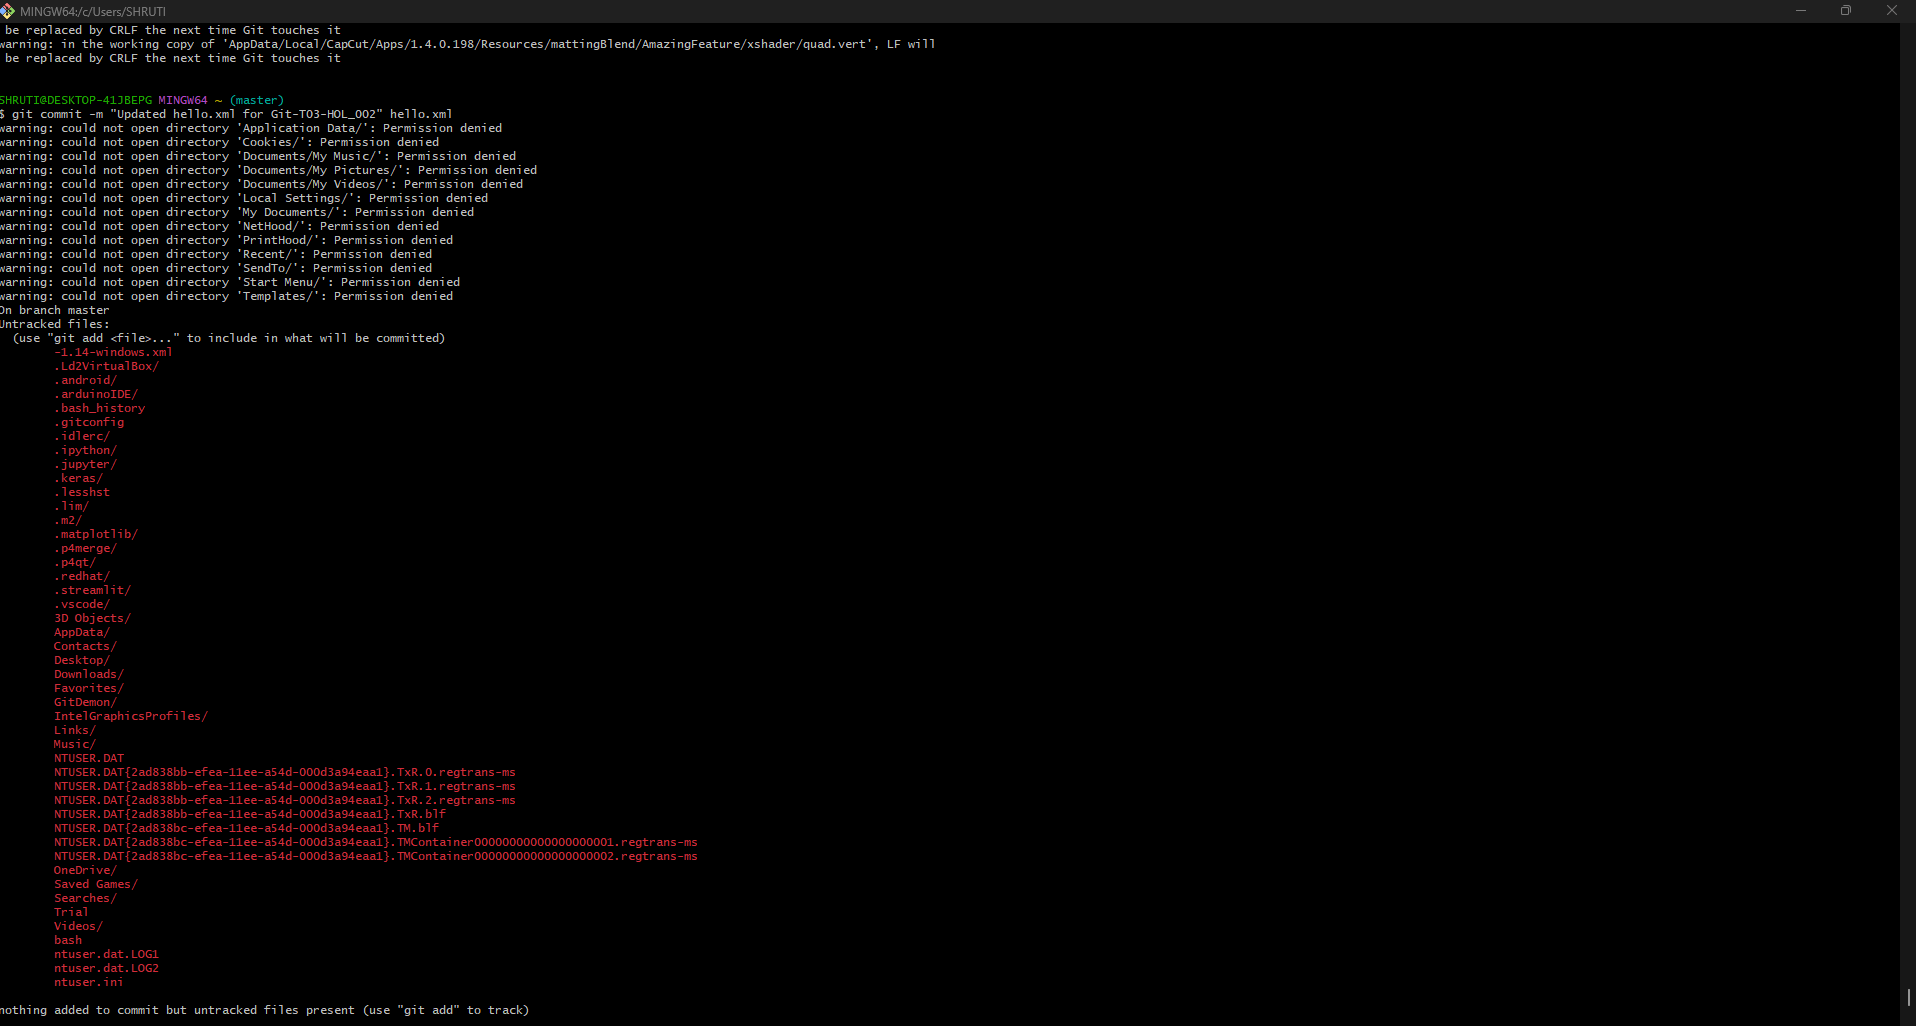 MINGW64:/c/Users/SHRUTI
be replaced by CRLF the next time Git touches it
warning: in the working copy of 'AppData/Local/CapCut/Apps/1.4.0.198/Resources/mattingBlend/AmazingFeature/xshader/quad.vert', LF will
be replaced by CRLF the next time Git touches it
SHRUTI@DESKTOP-41JBEPG MINGW64 ~ (master)
$ git commit -m "Updated hello.xml for Git-T03-HOL_002" hello.xml
warning: could not open directory 'Application Data/': Permission denied
warning: could not open directory 'Cookies/': Permission denied
warning: could not open directory 'Documents/My Music/': Permission denied
warning: could not open directory 'Documents/My Pictures/': Permission denied
warning: could not open directory 'Documents/My Videos/': Permission denied
warning: could not open directory 'Local Settings/': Permission denied
warning: could not open directory 'My Documents/': Permission denied
warning: could not open directory 'NetHood/': Permission denied
warning: could not open directory 'PrintHood/': Permission denied
warning: could not open directory 'Recent/': Permission denied
warning: could not open directory 'SendTo/': Permission denied
warning: could not open directory 'Start Menu/': Permission denied
warning: could not open directory 'Templates/': Permission denied
On branch master
Untracked files:
(use "git add <file>..." to include in what will be committed)
-1.14-windows.xml
.Ld2VirtualBox/
.android/
.arduinoIDE/
.bash_history
.gitconfig
.idlerc/
.ipython/
.jupyter/
.keras/
.lesshst
.lim/
.m2/
.matplotlib/
.p4merge/
.p4qt/
.redhat/
.streamlit/
.vscode/
3D Objects/
AppData/
Contacts/
Desktop/
Downloads/
Favorites/
GitDemon/
IntelGraphicsProfiles/
Links/
Music/
NTUSER.DAT
NTUSER.DAT{2ad838bb-efea-11ee-a54d-000d3a94eaa1}.TxR.0.regtrans-ms
NTUSER.DAT{2ad838bb-efea-11ee-a54d-000d3a94eaa1}.TxR.1.regtrans-ms
NTUSER.DAT{2ad838bb-efea-11ee-a54d-000d3a94eaa1}.TxR.2.regtrans-ms
NTUSER.DAT{2ad838bb-efea-11ee-a54d-000d3a94eaa1}.TxR.blf
NTUSER.DAT{2ad838bc-efea-11ee-a54d-000d3a94eaa1}.TM.blf
NTUSER.DAT{2ad838bc-efea-11ee-a54d-000d3a94eaa1}.TMContainer00000000000000000001.regtrans-ms
NTUSER.DAT{2ad838bc-efea-11ee-a54d-000d3a94eaa1}.TMContainer00000000000000000002.regtrans-ms
OneDrive/
Saved Games/
Searches/
Trial
Videos/
bash
ntuser.dat.LOG1
ntuser.dat.LOG2
ntuser.ini
nothing added to commit but untracked files present (use "git add" to track)